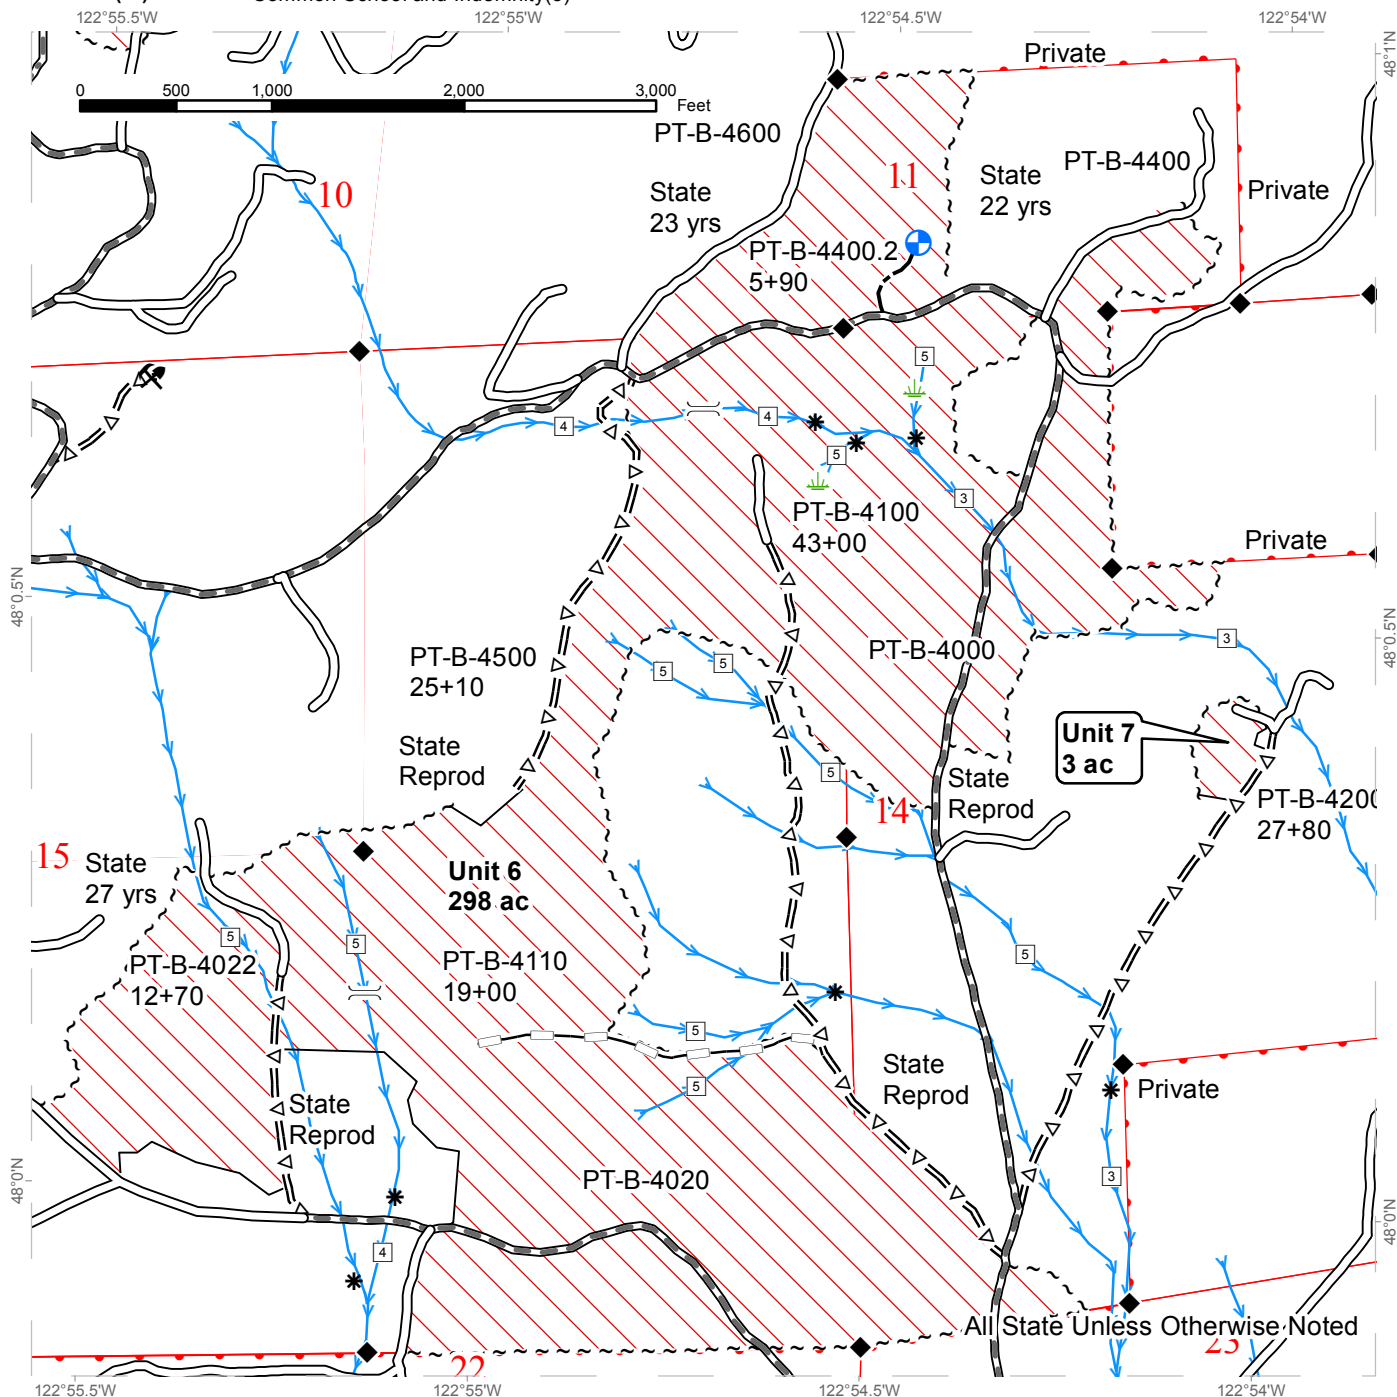 Common School and Indemnity(3)
122°55.5'W
122°55'W
122°54.5'W
122°54'W
48°1'N
Private
0
500
1,000
2,000
3,000
Feet
PT-B-4600
11
State
22 yrs
PT-B-4400
Private
10
State
23 yrs
PT-B-4400.2
5+90
5
4
4
5
3
PT-B-4100
43+00
Private
48°0.5'N
48°0.5'N
3
PT-B-4500
25+10
5
5
PT-B-4000
Unit 7
3 ac
State
Reprod
5
State
Reprod
14
PT-B-4200
27+80
15
State
27 yrs
Unit 6
298 ac
5
5
5
PT-B-4022
12+70
PT-B-4110
19+00
5
5
State
Reprod
Private
State
Reprod
3
PT-B-4020
48°0'N
48°0'N
4
All State Unless Otherwise Noted
22
23
122°55.5'W
122°55'W
122°54.5'W
122°54'W